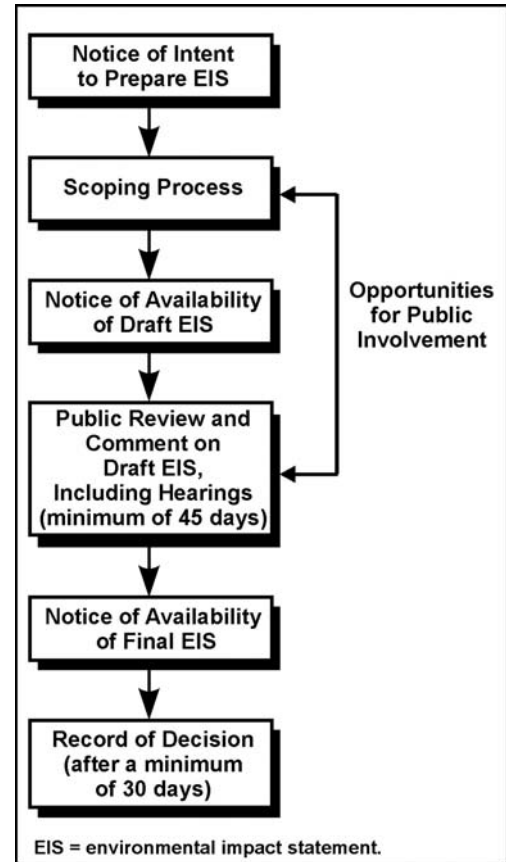 Notice of Intent
to Prepare EIS
Scoping Process
Notice of Availability
of Draft EIS
Opportunities
for Public
Involvement
Public Review and
Comment on
Draft EIS,
Including Hearings
(minimum of 45 days)
Notice of Availability
of Final EIS
Record of Decision
(after a minimum
of 30 days)
EIS = environmental impact statement.